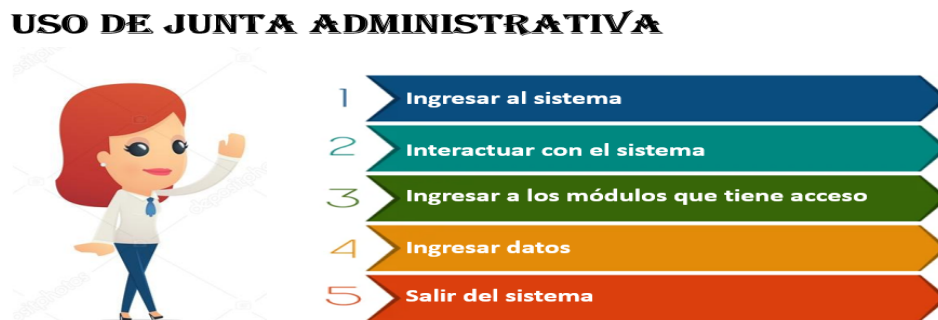 USO DE JUNTA ADMINISTRATIVA
1 Ingresar al sistema
2 Interactuar con el sistema
3 Ingresar a los módulos que tiene acceso
4 Ingresar datos
5 Salir del sistema